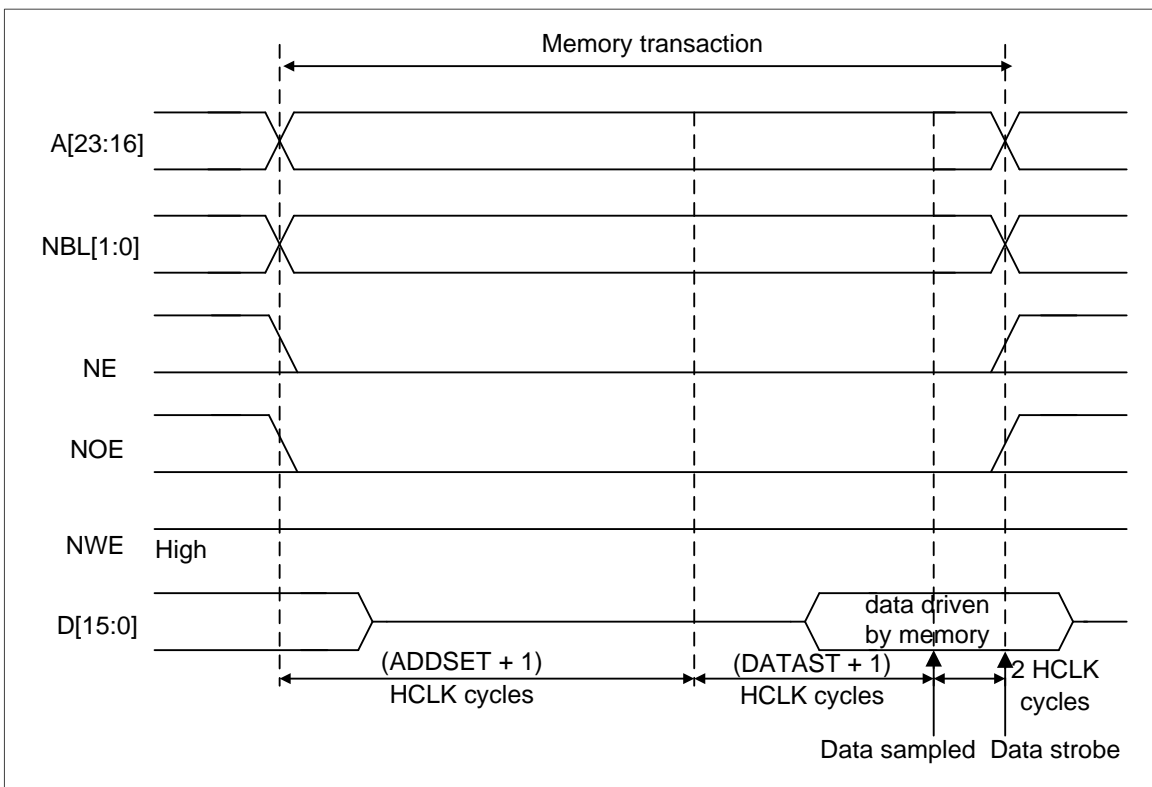 Memory transaction
A[23:16]
NBL[1:0]
NE
NOE
NWE High
D[15:0]
data driven
by memory
(ADDSET + 1)
HCLK cycles
(DATAST + 1)
HCLK cycles
2 HCLK
cycles
Data sampled
Data strobe